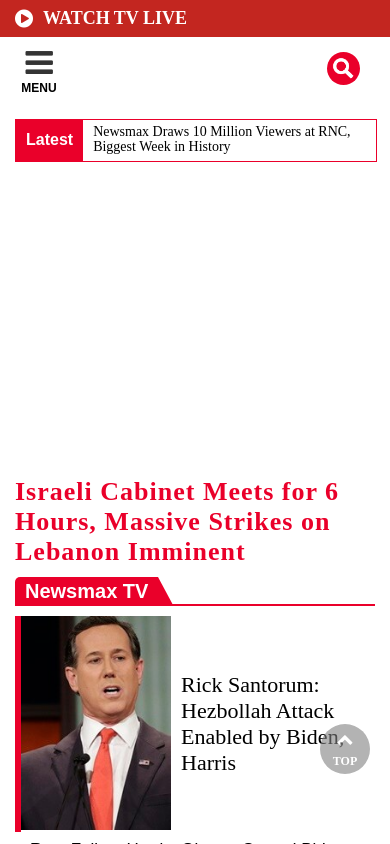 WATCH TV LIVE
MENU
Latest
Newsmax Draws 10 Million Viewers at RNC,
Biggest Week in History
Israeli Cabinet Meets for 6
Hours, Massive Strikes on
Lebanon Imminent
Newsmax TV
Rick Santorum:
Hezbollah Attack
Enabled by Biden,
Harris
TOP